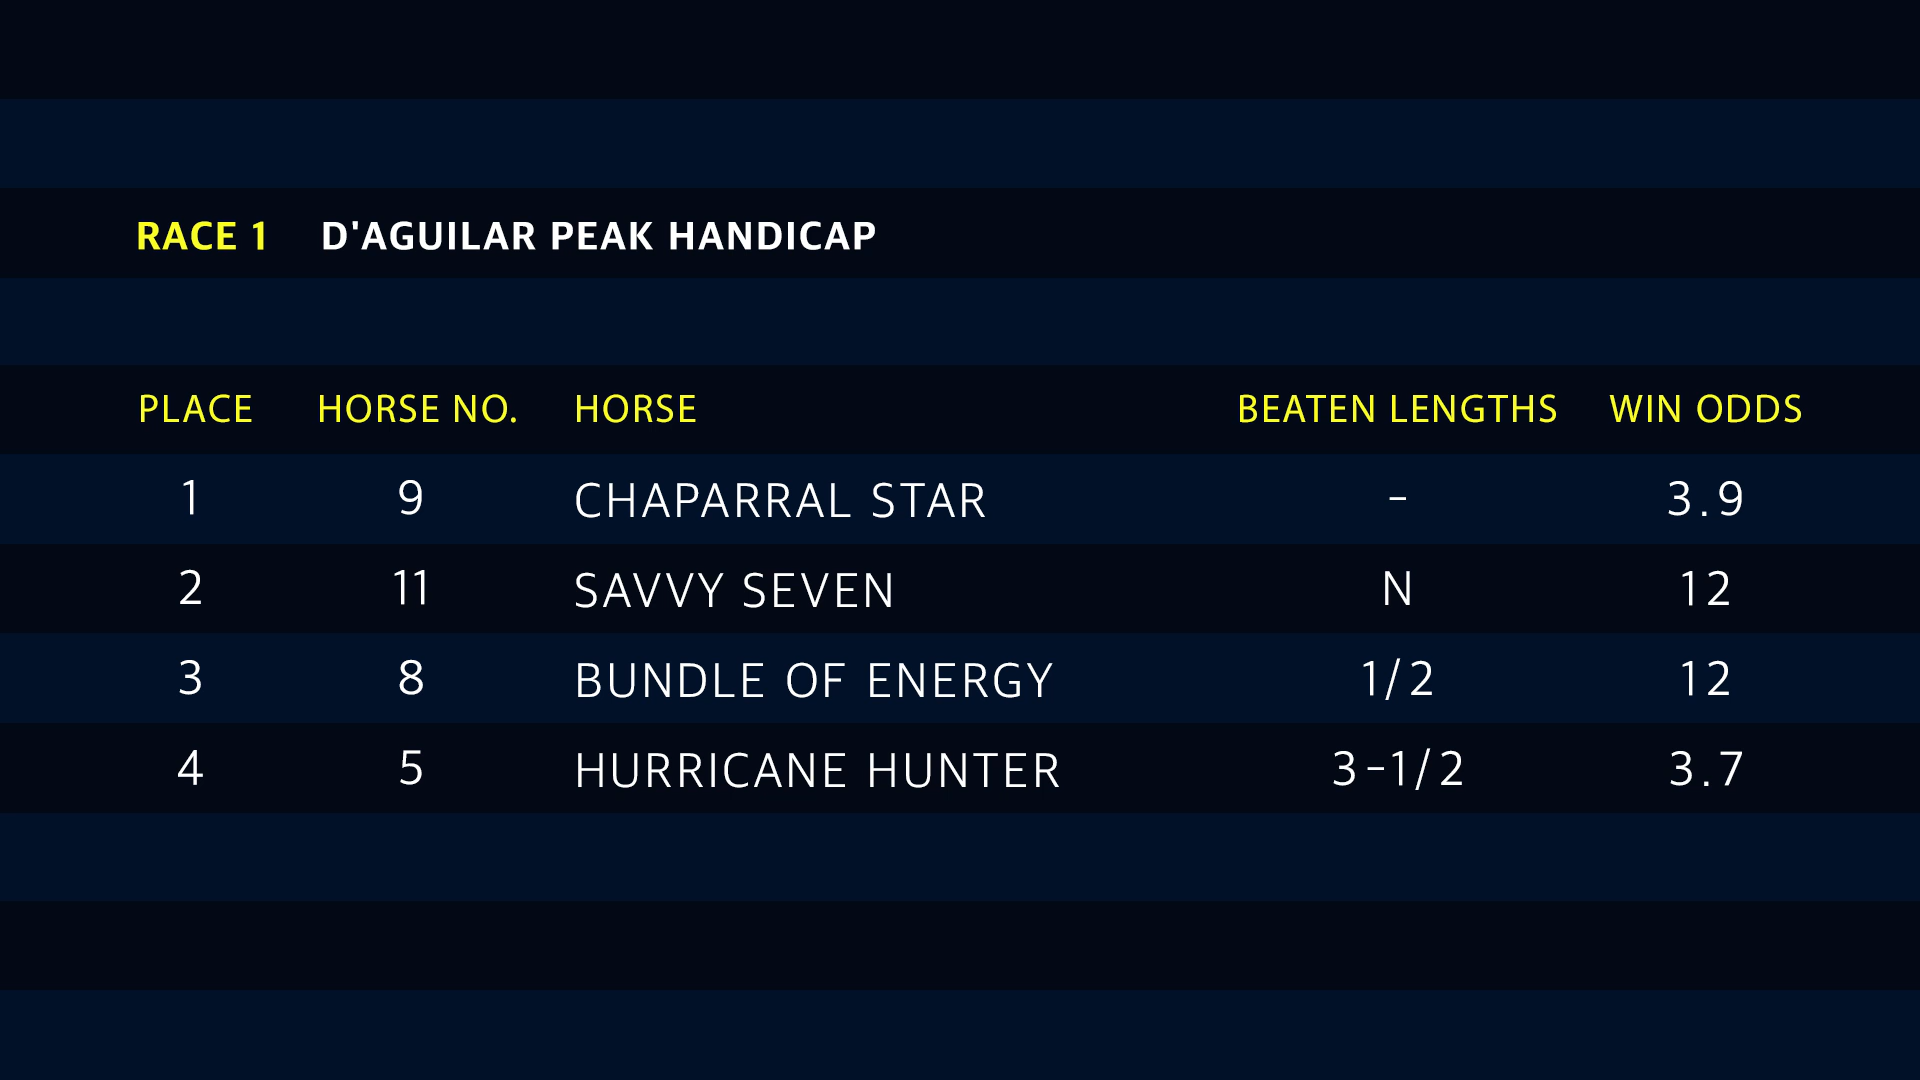 RACE 1 D'AGUILAR PEAK HANDICAP
PLACE HORSE NO. HORSE BEATEN LENGTHS WIN ODDS
1 9 CHAPARRAL STAR - 3.9
2 11 SAVVY SEVEN N 12
3 8 BUNDLE OF ENERGY 1/2 12
4 5 HURRICANE HUNTER 3-1/2 3.7